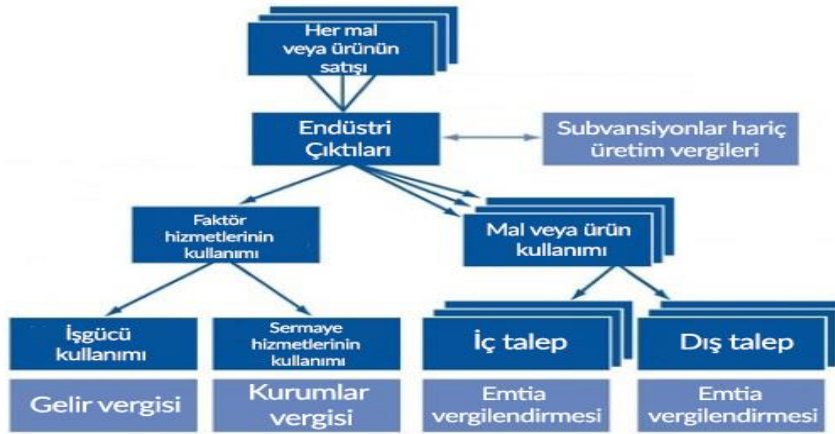 Her mal
veya ürünün
satışı
Endüstri
Çıktıları
Subvansiyonlar hariç
üretim vergileri
Faktör
hizmetlerinin
kullanımı
Mal veya ürün
kullanımı
İşgücü
kullanımı
Sermaye
hizmetlerinin
kullanımı
İç talep
Dış talep
Gelir vergisi
Kurumlar
vergisi
Emtia
vergilendirmesi
Emtia
vergilendirmesi